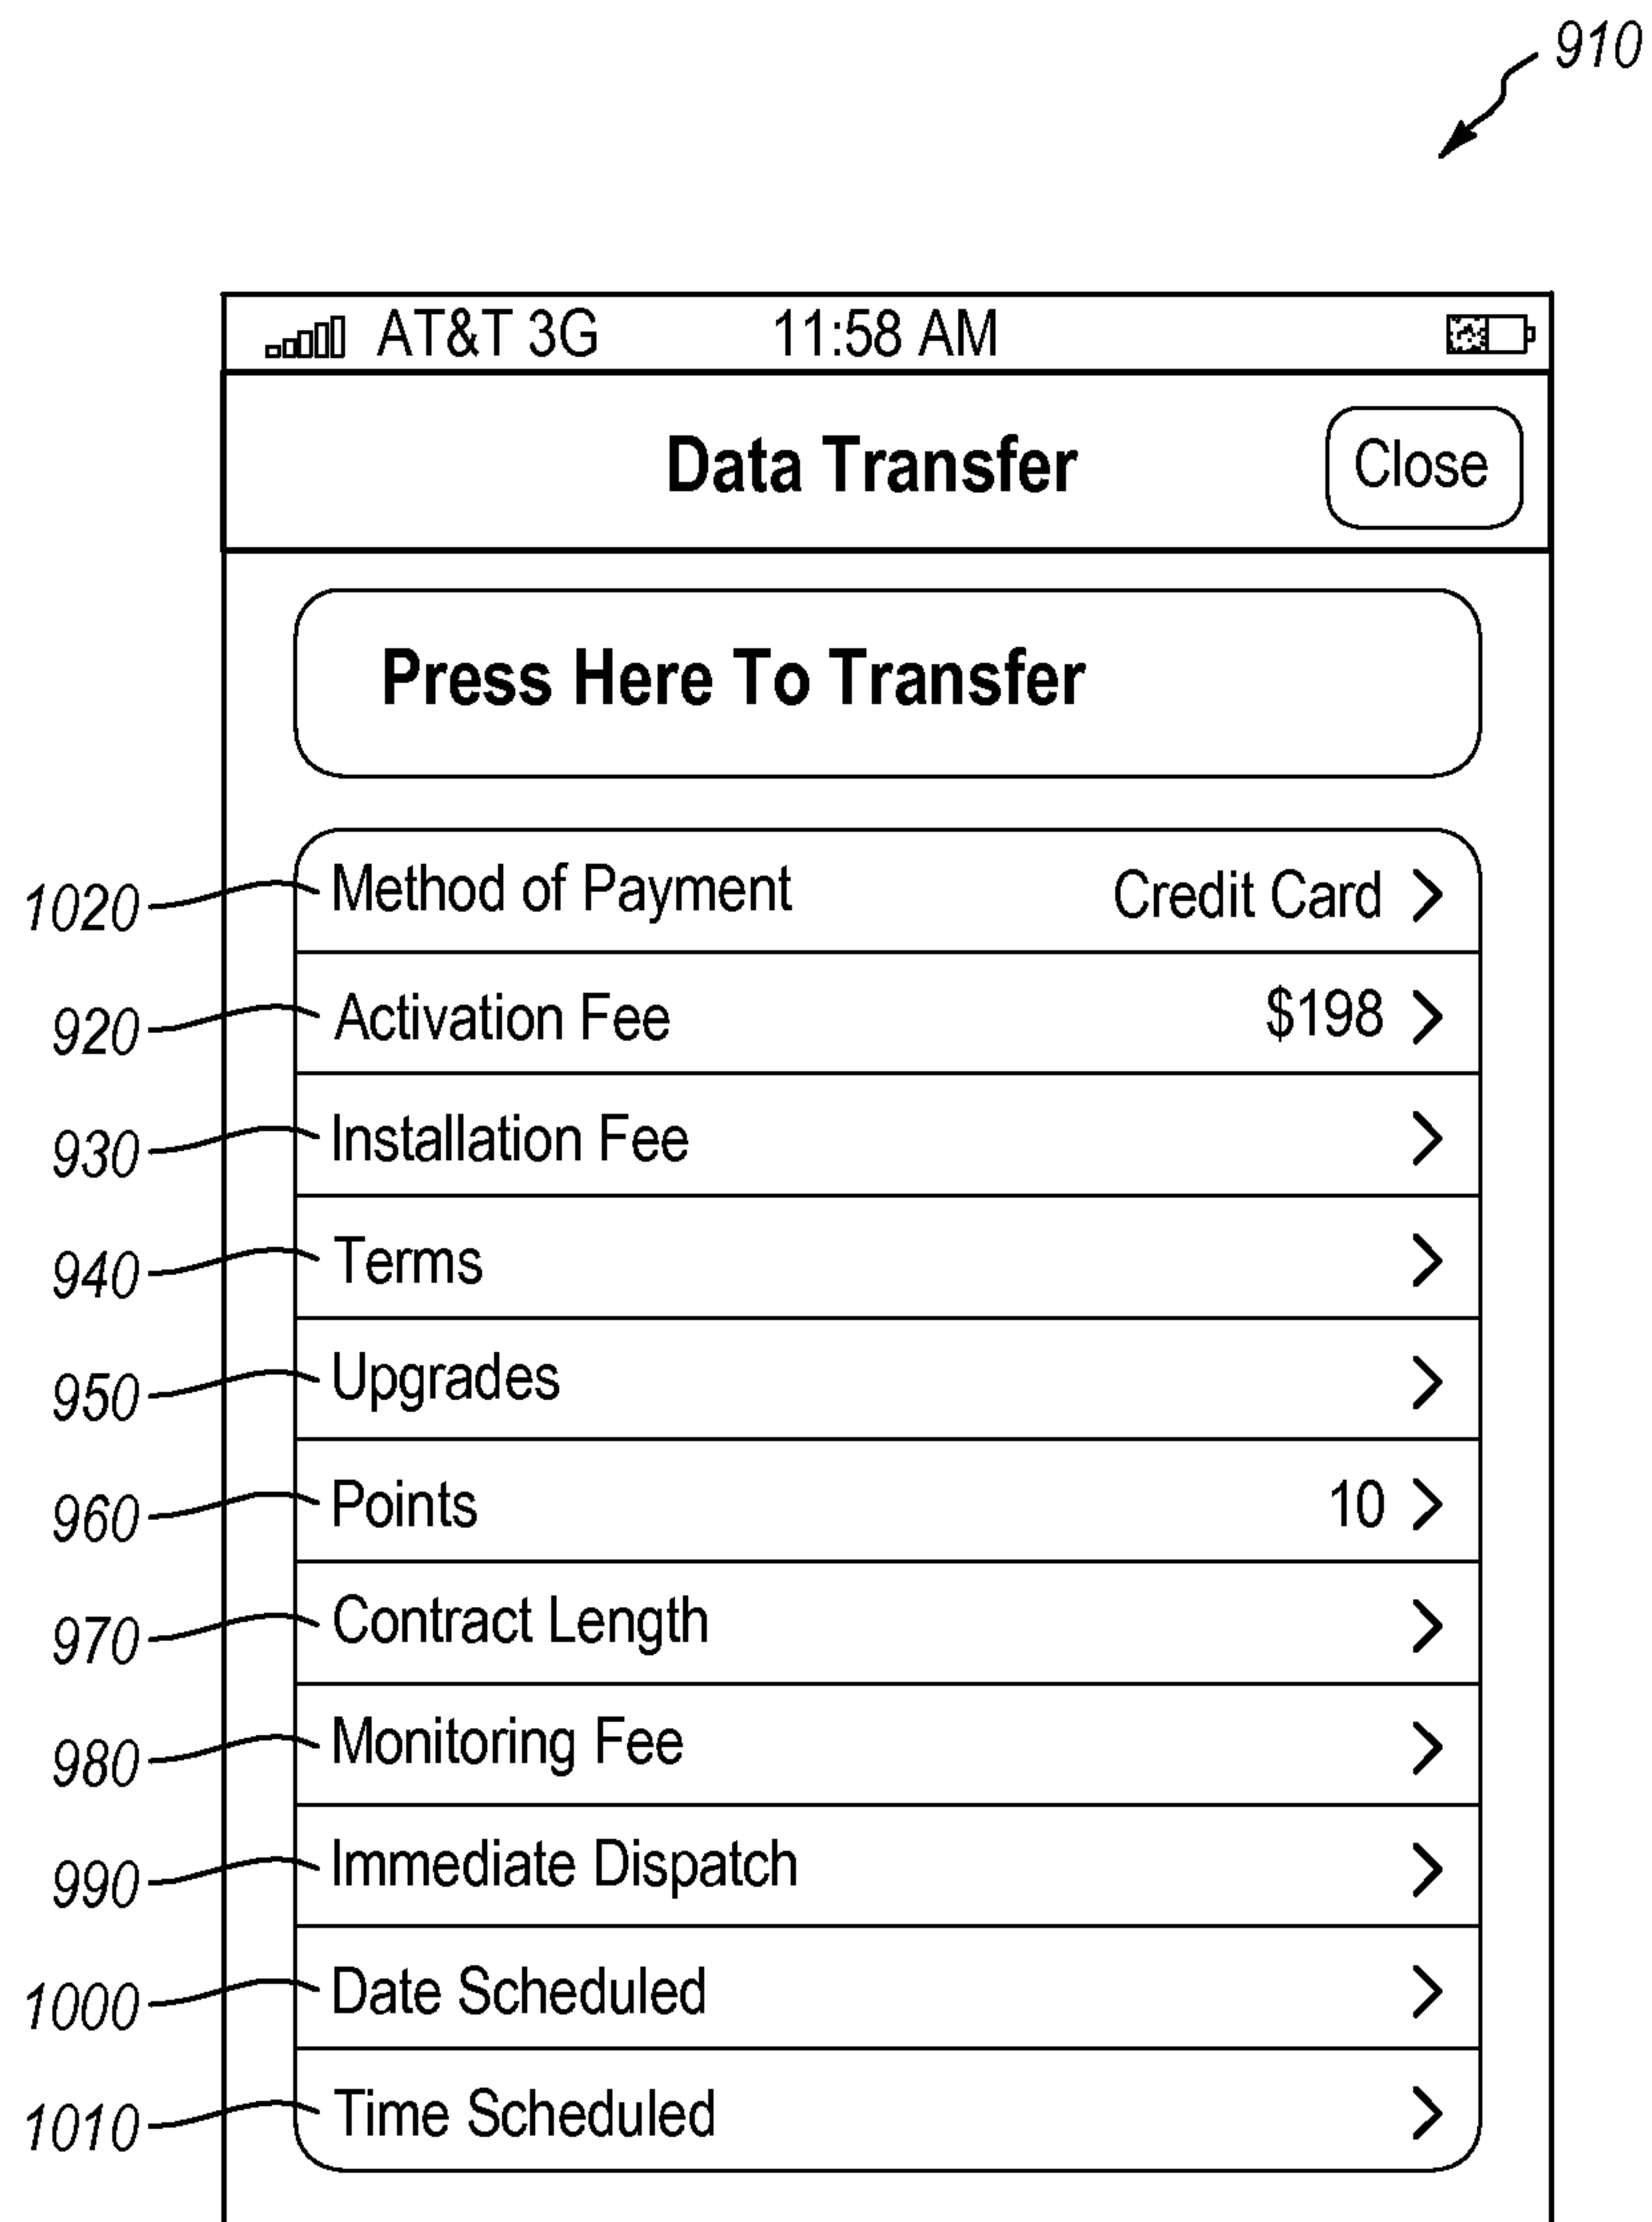 910
AT&T 3G 11:58 AM
Data Transfer Close
Press Here To Transfer
1020 Method of Payment Credit Card >
920 Activation Fee $198 >
930 Installation Fee >
940 Terms >
950 Upgrades >
960 Points 10 >
970 Contract Length >
980 Monitoring Fee >
990 Immediate Dispatch >
1000 Date Scheduled >
1010 Time Scheduled >